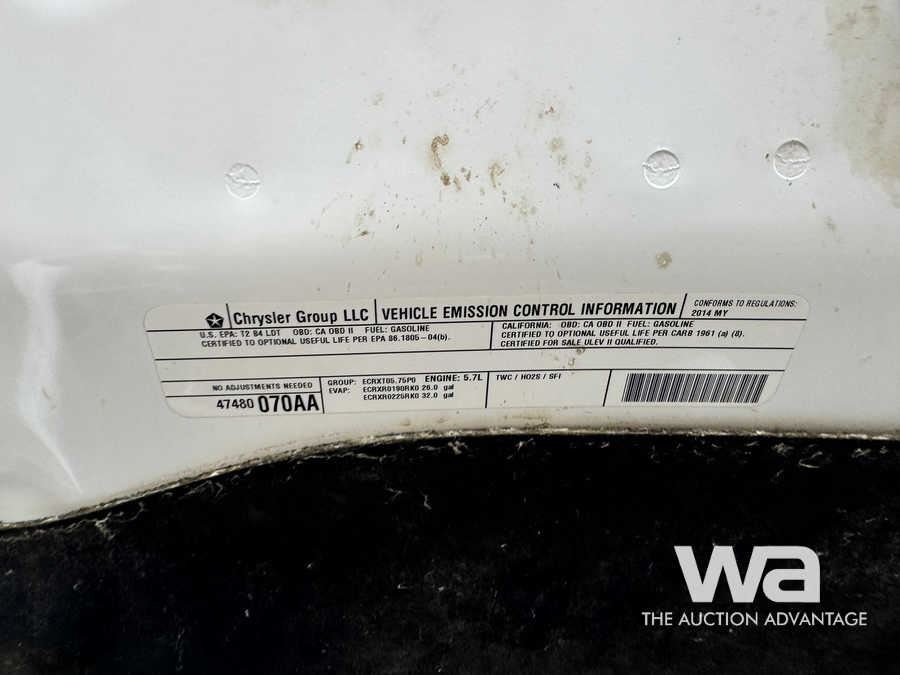 Chrysler Group LLC
VEHICLE EMISSION CONTROL INFORMATION
CONFORMS TO REGULATIONS:
2014 MY
U.S. EPA: T2 B4 LDT OBD: CA OBD II FUEL: GASOLINE
CERTIFIED TO OPTIONAL USEFUL LIFE PER EPA 86.1805-04(b).
CALIFORNIA: OBD: CA OBD II FUEL: GASOLINE
CERTIFIED TO OPTIONAL USEFUL LIFE PER CARB 1961 (a) (8).
CERTIFIED FOR SALE ULEV II QUALIFIED.
NO ADJUSTMENTS NEEDED
47480 070AA
GROUP: ECRXT05.75P0 ENGINE: 5.7L
EVAP: ECRXR0190RK0 26.0 gal
ECRXR0225RK0 32.0 gal
TWC / HO2S / SFI
wa
THE AUCTION ADVANTAGE